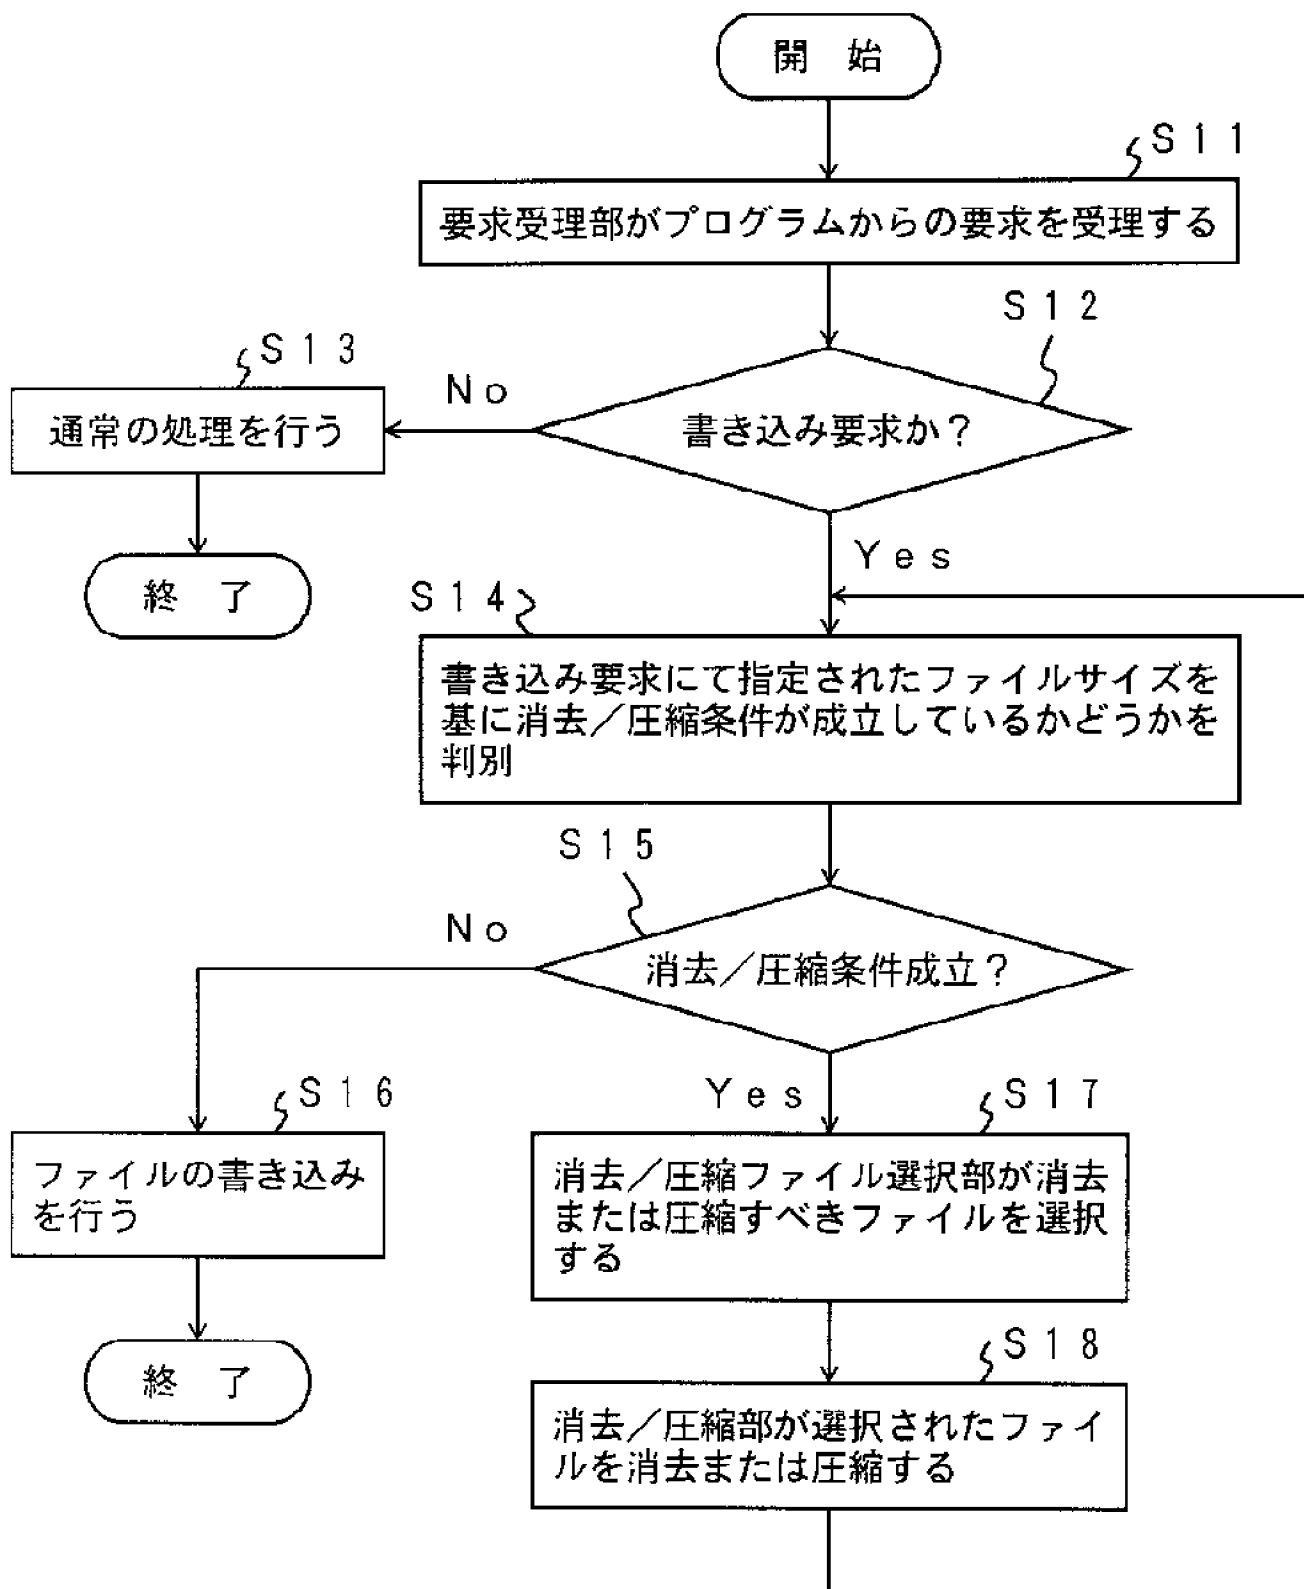 開 始
S11
要求受理部がプログラムからの要求を受理する
S12
書き込み要求か？
No
S13
通常の処理を行う
終 了
Yes
S14
書き込み要求にて指定されたファイルサイズを
基に消去／圧縮条件が成立しているかどうかを
判別
S15
消去／圧縮条件成立？
No
S16
ファイルの書き込み
を行う
終 了
Yes
S17
消去／圧縮ファイル選択部が消去
または圧縮すべきファイルを選択
する
S18
消去／圧縮部が選択されたファイ
ルを消去または圧縮する